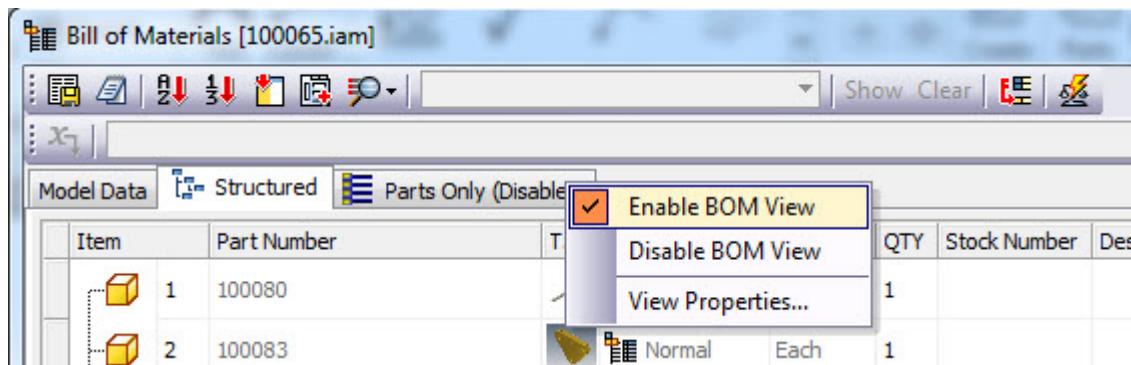 Bill of Materials [100065.iam]
Show Clear
Model Data Structured Parts Only (Disable
Enable BOM View
Disable BOM View
View Properties...
Item Part Number T QTY Stock Number Des
1 100080 1
2 100083 Normal Each 1